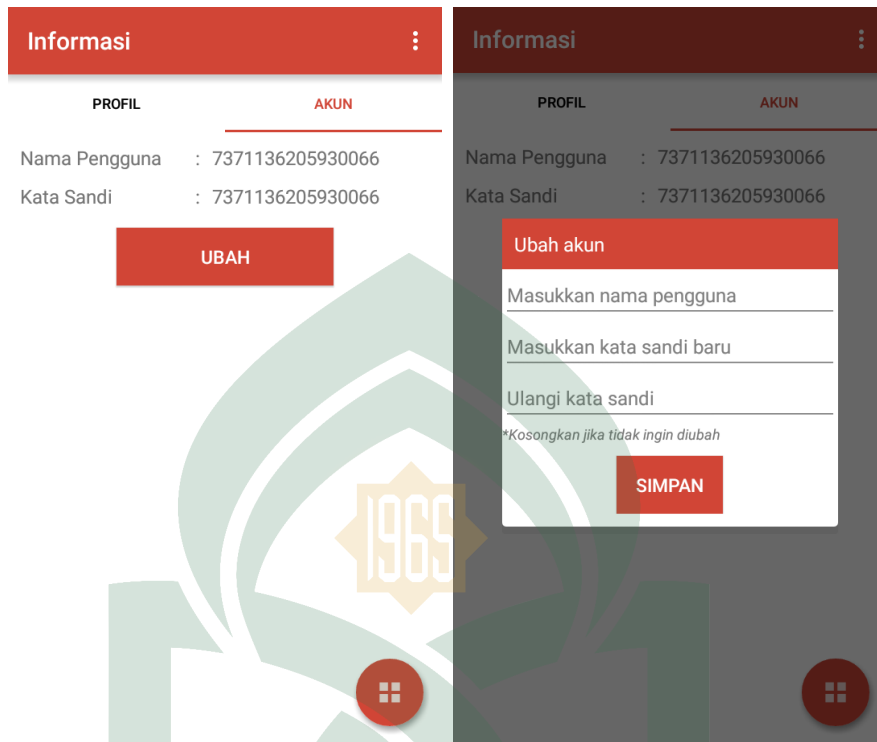 Informasi
PROFIL AKUN
Nama Pengguna : 7371136205930066
Kata Sandi : 7371136205930066
UBAH
1965
Informasi
PROFIL AKUN
Nama Pengguna : 7371136205930066
Kata Sandi : 7371136205930066
Ubah akun
Masukkan nama pengguna
Masukkan kata sandi baru
Ulangi kata sandi
*Kosongkan jika tidak ingin diubah
SIMPAN